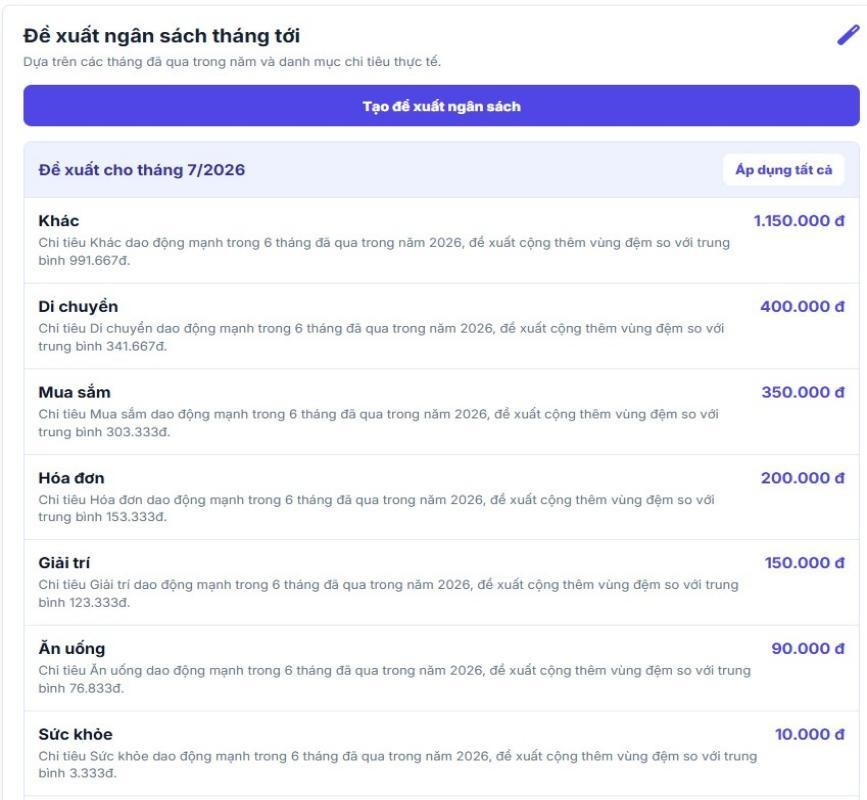 Đề xuất ngân sách tháng tới
Dựa trên các tháng đã qua trong năm và danh mục chi tiêu thực tế.
Tạo đề xuất ngân sách
Đề xuất cho tháng 7/2026
Áp dụng tất cả
Khác
1.150.000 đ
Chi tiêu Khác dao động mạnh trong 6 tháng đã qua trong năm 2026, đề xuất cộng thêm vùng đệm so với trung
bình 991.667đ.
Di chuyển
400.000 đ
Chi tiêu Di chuyển dao động mạnh trong 6 tháng đã qua trong năm 2026, đề xuất cộng thêm vùng đệm so với
trung bình 341.667đ.
Mua sắm
350.000 đ
Chi tiêu Mua sắm dao động mạnh trong 6 tháng đã qua trong năm 2026, đề xuất cộng thêm vùng đệm so với
trung bình 303.333đ.
Hóa đơn
200.000 đ
Chi tiêu Hóa đơn dao động mạnh trong 6 tháng đã qua trong năm 2026, đề xuất cộng thêm vùng đệm so với
trung bình 153.333đ.
Giải trí
150.000 đ
Chi tiêu Giải trí dao động mạnh trong 6 tháng đã qua trong năm 2026, đề xuất cộng thêm vùng đệm so với trung
bình 123.333đ.
Ăn uống
90.000 đ
Chi tiêu Ăn uống dao động mạnh trong 6 tháng đã qua trong năm 2026, đề xuất cộng thêm vùng đệm so với trung
bình 76.833đ.
Sức khỏe
10.000 đ
Chi tiêu Sức khỏe dao động mạnh trong 6 tháng đã qua trong năm 2026, đề xuất cộng thêm vùng đệm so với trung
bình 3.333đ.